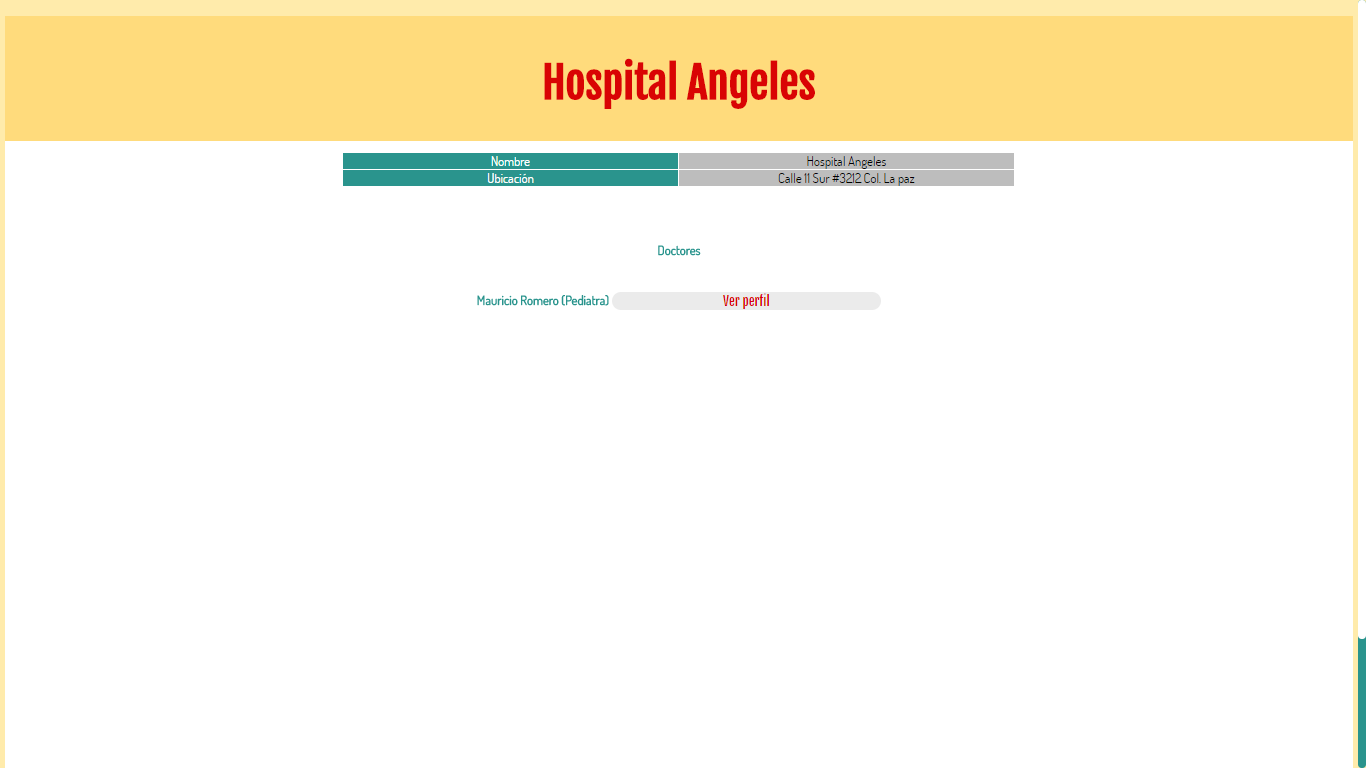 Hospital Angeles
Nombre Hospital Angeles
Ubicación Calle 11 Sur #3212 Col. La paz
Doctores
Mauricio Romero (Pediatra) Ver perfil